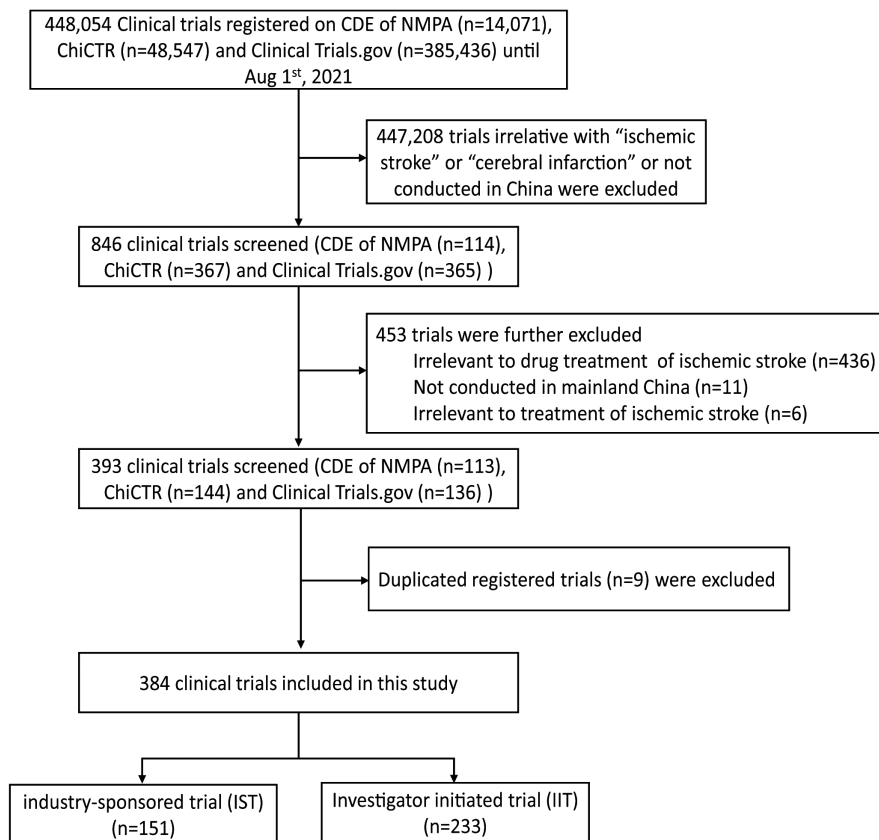 448,054 Clinical trials registered on CDE of NMPA (n=14,071),
ChiCTR (n=48,547) and Clinical Trials.gov (n=385,436) until
Aug 1st, 2021
447,208 trials irrelative with “ischemic
stroke” or “cerebral infarction” or not
conducted in China were excluded
846 clinical trials screened (CDE of NMPA (n=114),
ChiCTR (n=367) and Clinical Trials.gov (n=365) )
453 trials were further excluded
Irrelevant to drug treatment of ischemic stroke (n=436)
Not conducted in mainland China (n=11)
Irrelevant to treatment of ischemic stroke (n=6)
393 clinical trials screened (CDE of NMPA (n=113),
ChiCTR (n=144) and Clinical Trials.gov (n=136) )
Duplicated registered trials (n=9) were excluded
384 clinical trials included in this study
industry-sponsored trial (IST)
(n=151)
Investigator initiated trial (IIT)
(n=233)